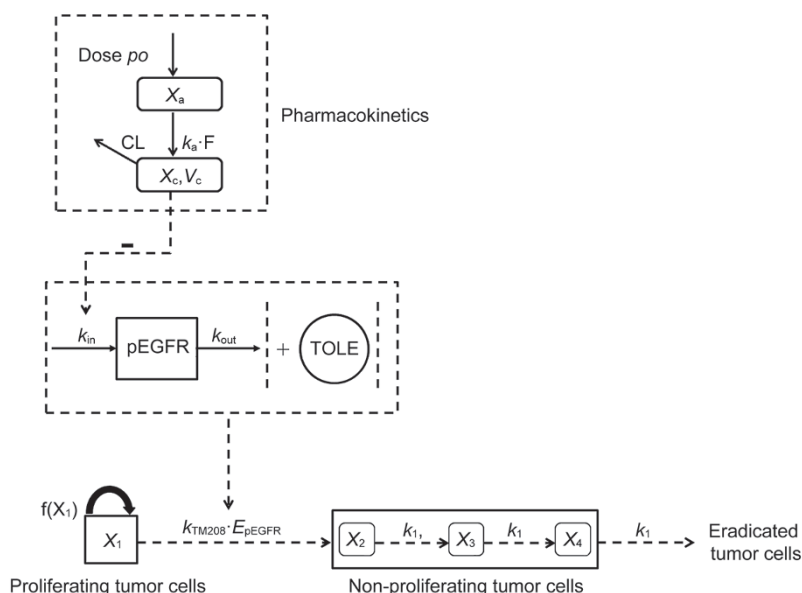 Dose po
Xa
Pharmacokinetics
CL
ka·F
Xc,Vc
-
kin
pEGFR
kout
+
TOLE
f(X1)
X1
kTM208·EpEGFR
X2
k1,
X3
k1
X4
k1
Eradicated
tumor cells
Proliferating tumor cells
Non-proliferating tumor cells